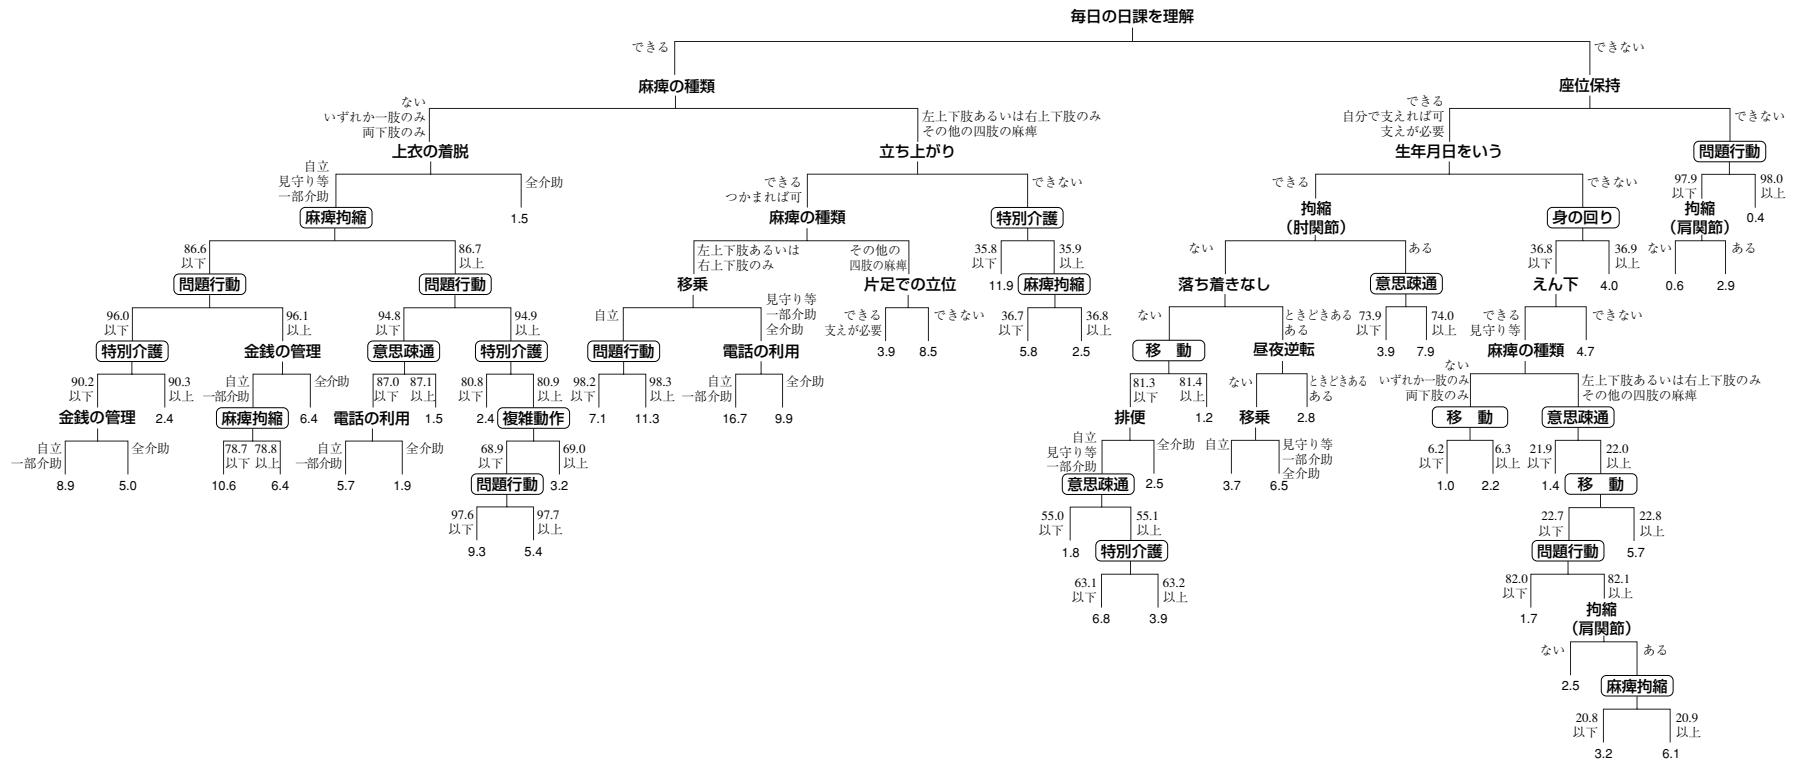 毎日の日課を理解
できる
できない
麻痺の種類
座位保持
ない
いずれか一肢のみ
両下肢のみ
左上下肢あるいは右上下肢のみ
その他の四肢の麻痺
できる
自分で支えれば可
支えが必要
できない
上衣の着脱
立ち上がり
生年月日をいう
問題行動
自立
見守り等
一部介助
全介助
できる
つかまれば可
できない
できる
できない
97.9
以下
98.0
以上
麻痺拘縮
1.5
麻痺の種類
特別介護
拘縮
（肘関節）
身の回り
拘縮
（肩関節）
0.4
86.6
以下
86.7
以上
左上下肢あるいは
右上下肢のみ
その他の
四肢の麻痺
35.8
以下
35.9
以上
ない
ある
36.8
以下
36.9
以上
ない
ある
問題行動
問題行動
移乗
片足での立位
11.9
麻痺拘縮
落ち着きなし
意思疎通
えん下
4.0
0.6
2.9
96.0
以下
96.1
以上
94.8
以下
94.9
以上
自立
見守り等
一部介助
全介助
できる
支えが必要
できない
36.7
以下
36.8
以上
ない
ときどきある
ある
73.9
以下
74.0
以上
できる
見守り等
できない
特別介護
金銭の管理
意思疎通
特別介護
問題行動
電話の利用
3.9
8.5
5.8
2.5
移　動
昼夜逆転
3.9
7.9
麻痺の種類
4.7
90.2
以下
90.3
以上
自立
一部介助
全介助
87.0
以下
87.1
以上
80.8
以下
80.9
以上
98.2
以下
98.3
以上
自立
一部介助
全介助
81.3
以下
81.4
以上
ない
ときどきある
ある
ない
いずれか一肢のみ
両下肢のみ
左上下肢あるいは右上下肢のみ
その他の四肢の麻痺
金銭の管理
2.4
麻痺拘縮
6.4
電話の利用
1.5
2.4
複雑動作
7.1
11.3
16.7
9.9
排便
1.2
移乗
2.8
移　動
意思疎通
自立
一部介助
全介助
78.7
以下
78.8
以上
自立
一部介助
全介助
68.9
以下
69.0
以上
自立
見守り等
一部介助
全介助
自立
見守り等
一部介助
全介助
6.2
以下
6.3
以上
21.9
以下
22.0
以上
8.9
5.0
10.6
6.4
5.7
1.9
問題行動
3.2
意思疎通
2.5
3.7
6.5
1.0
2.2
1.4
移　動
97.6
以下
97.7
以上
55.0
以下
55.1
以上
22.7
以下
22.8
以上
9.3
5.4
1.8
特別介護
問題行動
5.7
63.1
以下
63.2
以上
82.0
以下
82.1
以上
6.8
3.9
1.7
拘縮
（肩関節）
ない
ある
2.5
麻痺拘縮
20.8
以下
20.9
以上
3.2
6.1